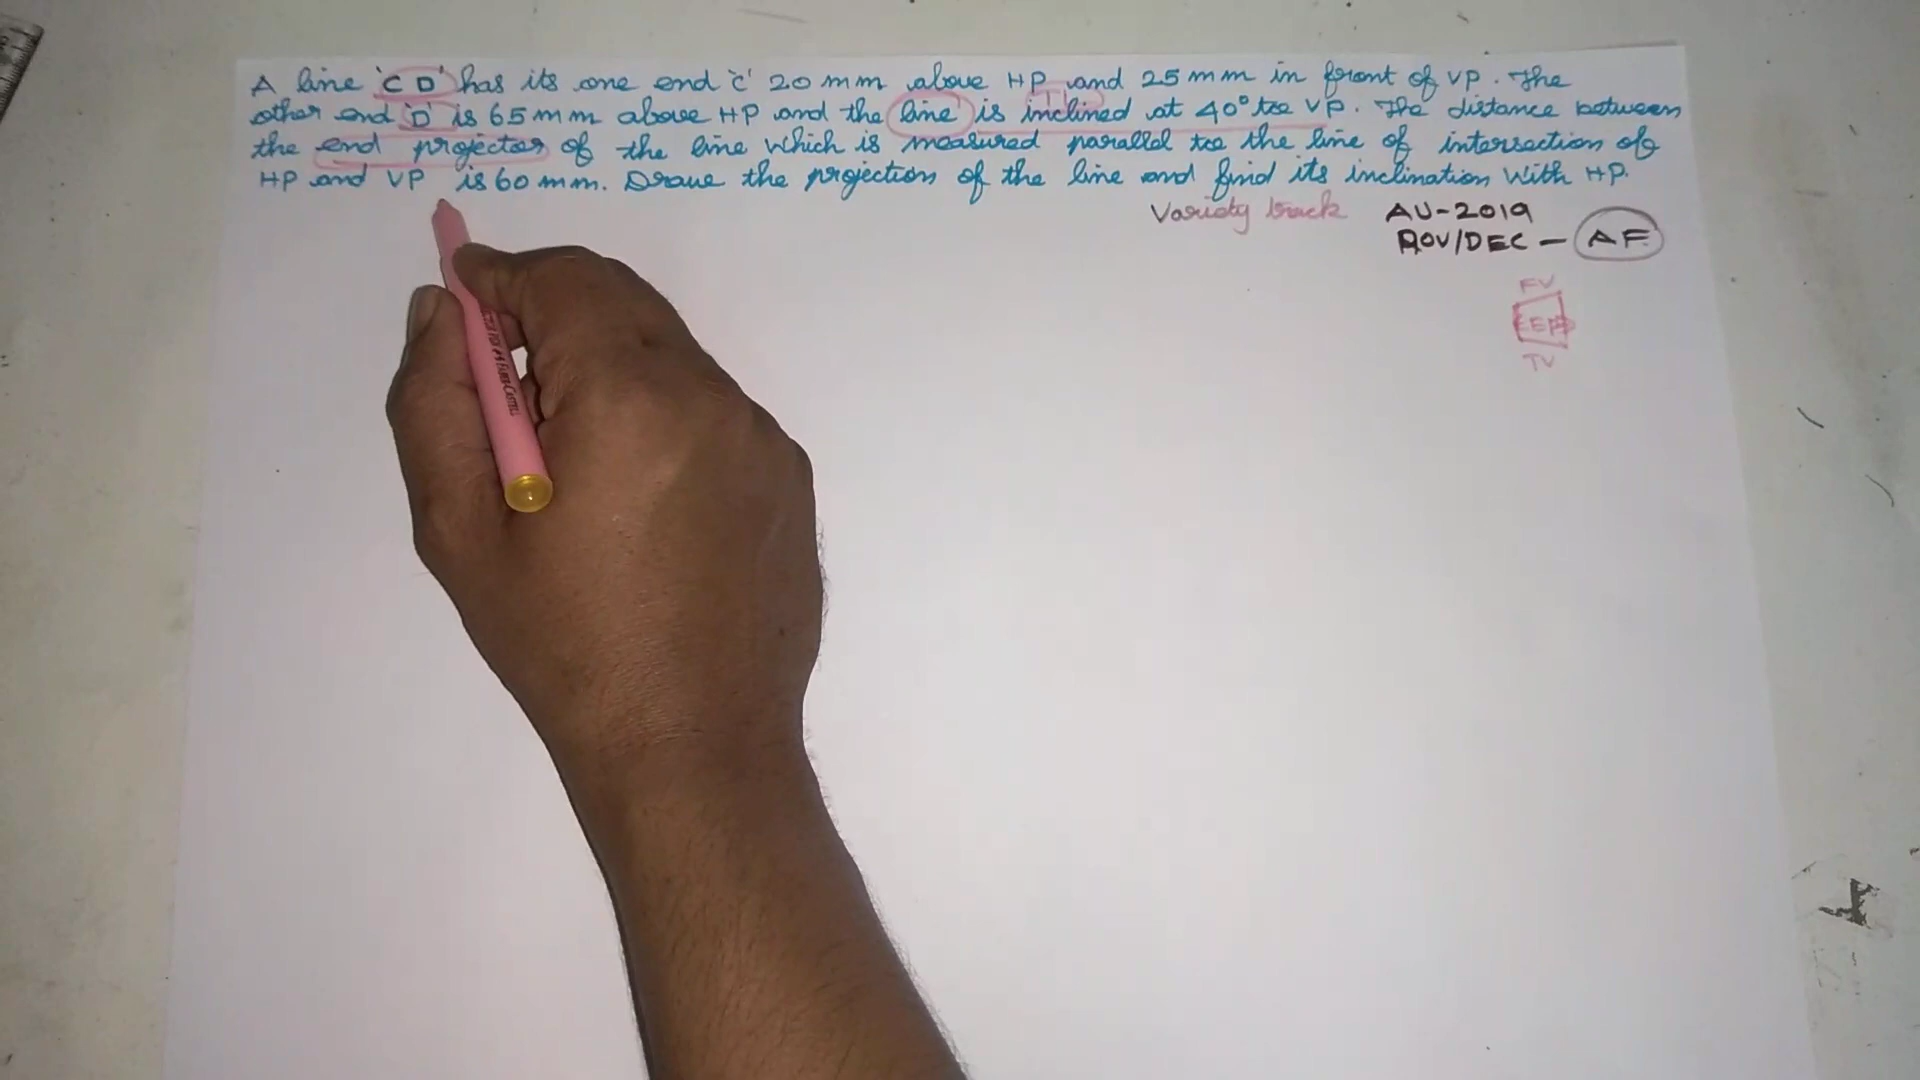 A line 'C D' has its one end 'c' 20 mm above HP and 25 mm in front of VP. The
other end 'D' is 65 mm above HP and the line is inclined at 40° to VP. The distance between
the end projector of the line which is measured parallel to the line of intersection of
HP and VP is 60 mm. Draw the projection of the line and find its inclination with HP.
AU-2019
NOV/DEC - AF
FV
TV
FABER-CASTELL